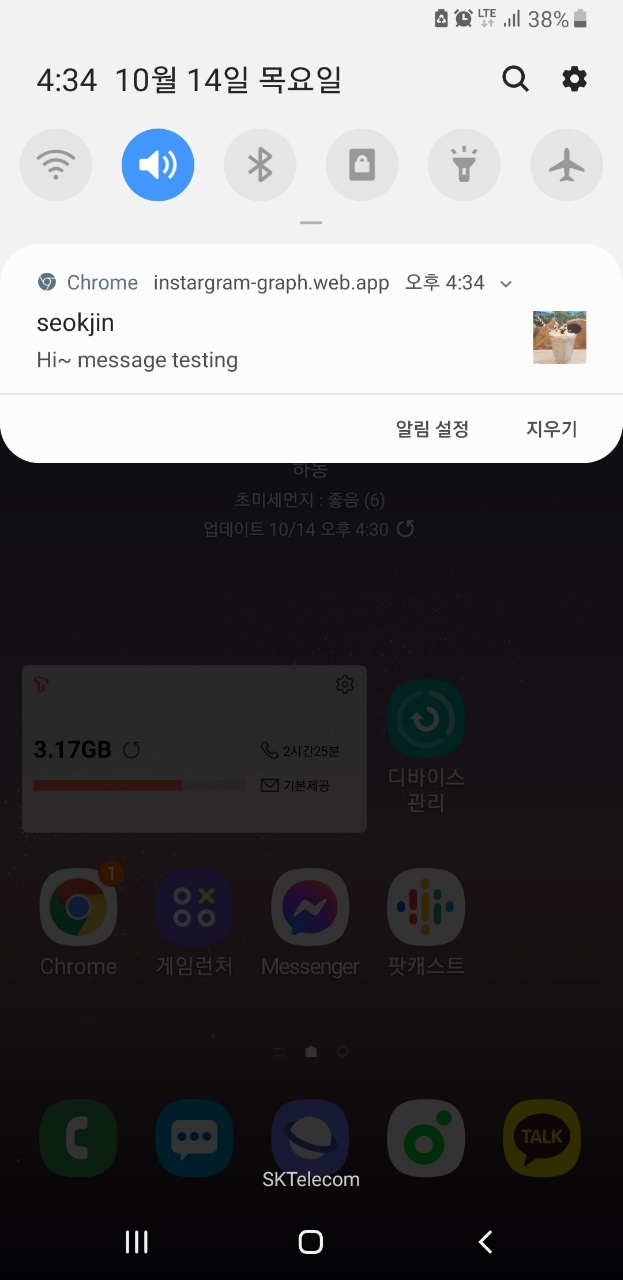 LTE 38%
4:34 10월 14일 목요일
Chrome instargram-graph.web.app 오후 4:34
seokjin
Hi~ message testing
알림 설정 지우기
하동
초미세먼지 : 좋음 (6)
업데이트 10/14 오후 4:30
3.17GB
2시간25분
기본제공
디바이스
관리
1
Chrome 게임런처 Messenger 팟캐스트
TALK
SKTelecom